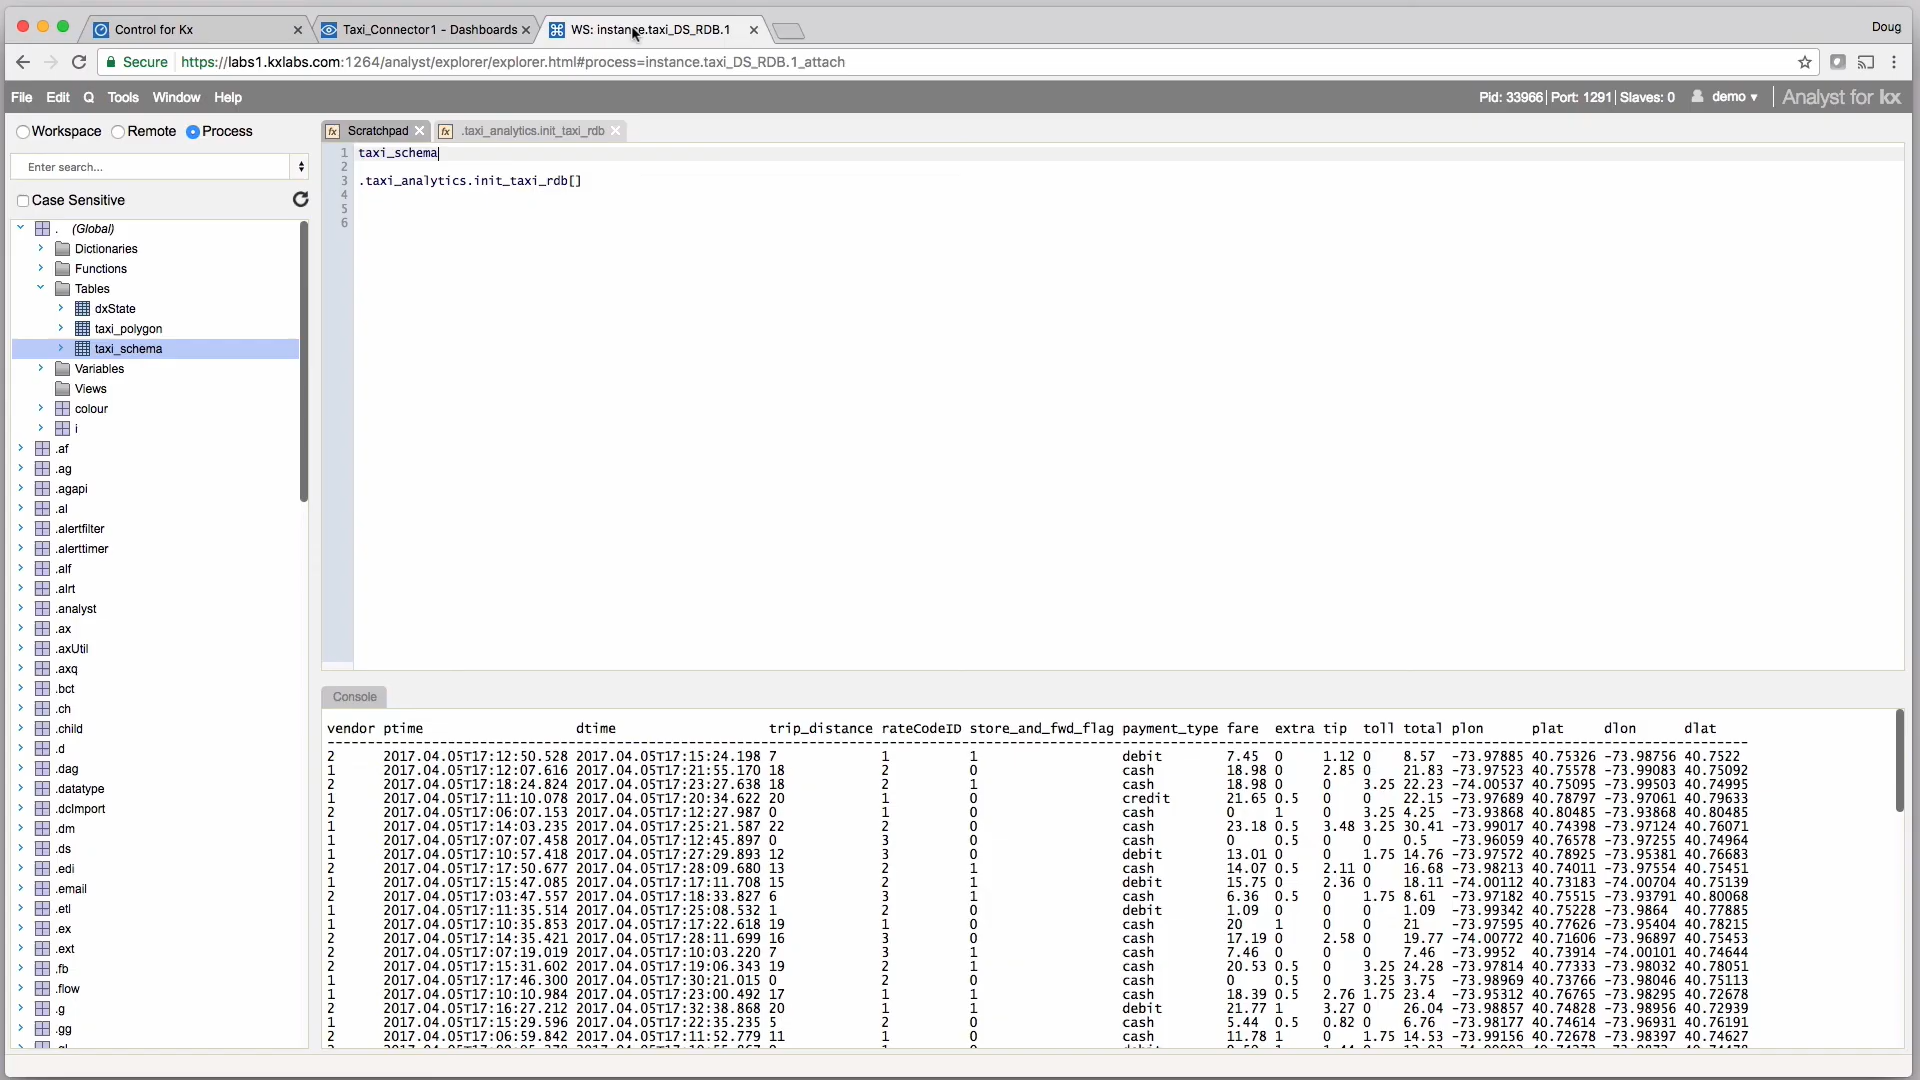 Control for Kx
Taxi_Connector1 - Dashboards
WS: instance.taxi_DS_RDB.1
Doug
Secure https://labs1.kxlabs.com:1264/analyst/explorer/explorer.html#process=instance.taxi_DS_RDB.1_attach
File Edit Q Tools Window Help
Pid: 33966| Port: 1291| Slaves: 0 demo Analyst for kx
Workspace Remote Process
Scratchpad
.taxi_analytics.init_taxi_rdb
Enter search...
Case Sensitive
1 taxi_schema
2
3 .taxi_analytics.init_taxi_rdb[]
4
5
6
. (Global)
Dictionaries
Functions
Tables
dxState
taxi_polygon
taxi_schema
Variables
Views
colour
i
.af
.ag
.agapi
.al
.alertfilter
.alerttimer
.alf
.alrt
.analyst
.ax
.axUtil
.axq
.bct
.ch
.child
.d
.dag
.datatype
.dcImport
.dm
.ds
.edi
.email
.etl
.ex
.ext
.fb
.flow
.g
.gg
Console
vendor ptime dtime trip_distance rateCodeID store_and_fwd_flag payment_type fare extra tip toll total plon plat dlon dlat
2 2017.04.05T17:12:50.528 2017.04.05T17:15:24.198 7 1 1 debit 7.45 0 1.12 0 8.57 -73.97885 40.75326 -73.98756 40.7522
1 2017.04.05T17:12:07.616 2017.04.05T17:21:55.170 18 2 0 cash 18.98 0 2.85 0 21.83 -73.97523 40.75578 -73.99083 40.75092
2 2017.04.05T17:18:24.824 2017.04.05T17:23:27.638 18 2 1 cash 18.98 0 0 3.25 22.23 -74.00537 40.75095 -73.99503 40.74995
1 2017.04.05T17:11:10.078 2017.04.05T17:20:34.622 20 1 0 credit 21.65 0.5 0 0 22.15 -73.97689 40.78797 -73.97061 40.79633
2 2017.04.05T17:06:07.153 2017.04.05T17:12:27.987 0 1 0 cash 0 1 0 3.25 4.25 -73.93868 40.80485 -73.93868 40.80485
1 2017.04.05T17:14:03.235 2017.04.05T17:25:21.587 22 2 0 cash 23.18 0.5 3.48 3.25 30.41 -73.99017 40.74398 -73.97124 40.76071
1 2017.04.05T17:07:07.458 2017.04.05T17:12:45.897 0 3 0 cash 0 0.5 0 0 0.5 -73.96059 40.76578 -73.97255 40.74964
1 2017.04.05T17:10:57.418 2017.04.05T17:27:29.893 12 3 0 debit 13.01 0 0 1.75 14.76 -73.97572 40.78925 -73.95381 40.76683
2 2017.04.05T17:17:50.677 2017.04.05T17:28:09.680 13 2 1 cash 14.07 0.5 2.11 0 16.68 -73.98213 40.74011 -73.97554 40.75451
1 2017.04.05T17:15:47.085 2017.04.05T17:17:11.708 15 2 1 debit 15.75 0 2.36 0 18.11 -74.00112 40.73183 -74.00704 40.75139
2 2017.04.05T17:03:47.557 2017.04.05T17:18:33.827 6 3 1 cash 6.36 0.5 0 1.75 8.61 -73.97182 40.75515 -73.93791 40.80068
1 2017.04.05T17:11:35.514 2017.04.05T17:25:08.532 1 2 0 debit 1.09 0 0 0 1.09 -73.99342 40.75228 -73.9864 40.77885
1 2017.04.05T17:10:35.853 2017.04.05T17:17:22.618 19 1 0 cash 20 1 0 0 21 -73.97595 40.77626 -73.95404 40.78215
2 2017.04.05T17:14:35.421 2017.04.05T17:28:11.699 16 3 0 cash 17.19 0 2.58 0 19.77 -74.00772 40.71606 -73.96897 40.75453
2 2017.04.05T17:07:19.019 2017.04.05T17:10:03.220 7 3 1 cash 7.46 0 0 0 7.46 -73.9952 40.73914 -74.00101 40.74644
2 2017.04.05T17:15:31.602 2017.04.05T17:19:06.343 19 2 1 cash 20.53 0.5 0 3.25 24.28 -73.97814 40.77333 -73.98032 40.78051
1 2017.04.05T17:17:46.300 2017.04.05T17:30:21.015 0 2 0 cash 0 0.5 0 3.25 3.75 -73.98969 40.73766 -73.98046 40.75113
1 2017.04.05T17:10:10.984 2017.04.05T17:23:00.492 17 1 1 cash 18.39 0.5 2.76 1.75 23.4 -73.95312 40.76765 -73.98295 40.72678
2 2017.04.05T17:16:27.212 2017.04.05T17:32:38.868 20 1 1 debit 21.77 1 3.27 0 26.04 -73.98857 40.74828 -73.98956 40.72939
1 2017.04.05T17:15:29.596 2017.04.05T17:22:35.235 5 2 0 cash 5.44 0.5 0.82 0 6.76 -73.98177 40.74614 -73.96931 40.76191
2 2017.04.05T17:06:59.842 2017.04.05T17:11:52.779 11 1 0 cash 11.78 1 0 1.75 14.53 -73.99156 40.72678 -73.98397 40.74627